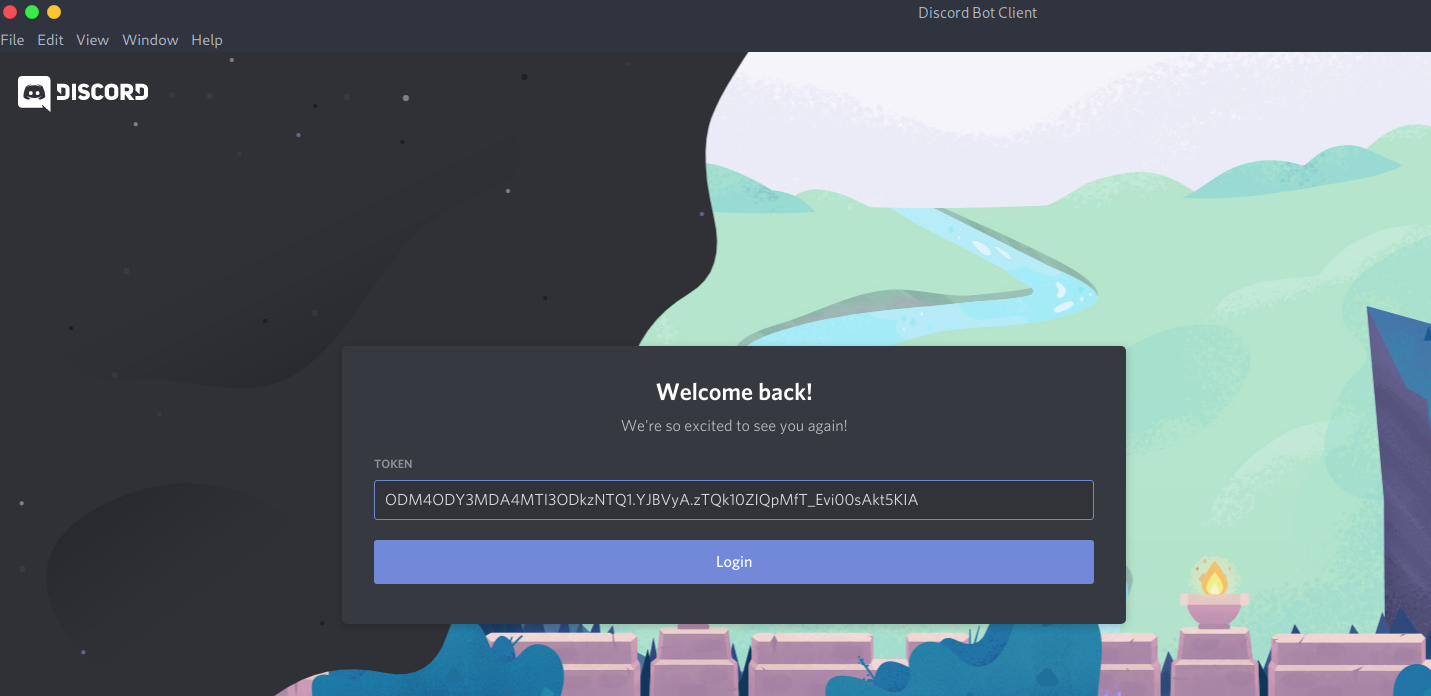 Discord Bot Client
File Edit View Window Help
DISCORD
Welcome back!
We're so excited to see you again!
TOKEN
ODM4ODY3MDA4MTI3ODkzNTQ1.YJBVyA.zTQk10ZIQpMfT_Evi00sAkt5KIA
Login